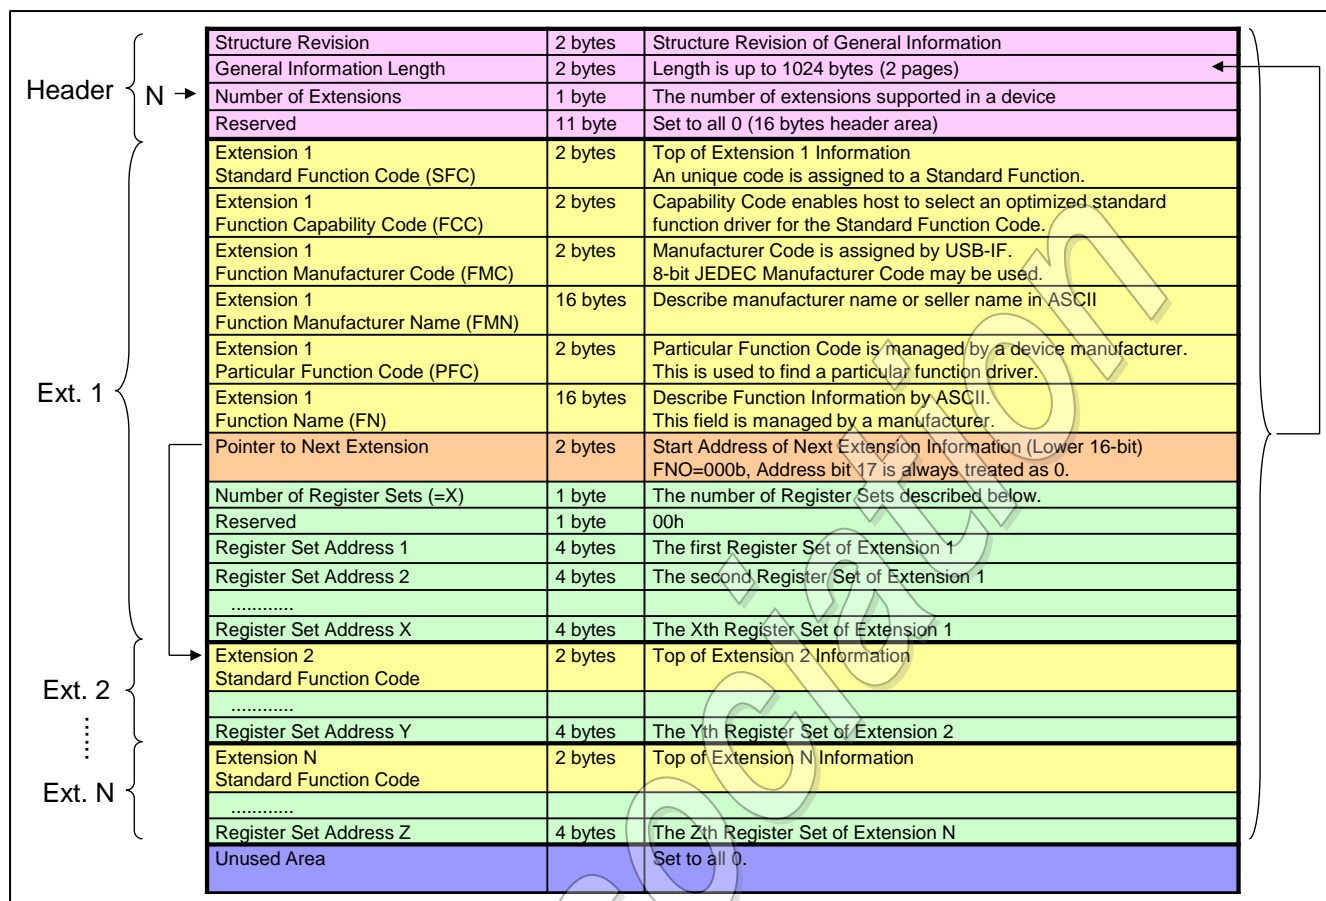 Structure Revision 2 bytes Structure Revision of General Information
General Information Length 2 bytes Length is up to 1024 bytes (2 pages)
Header N Number of Extensions 1 byte The number of extensions supported in a device
Reserved 11 byte Set to all 0 (16 bytes header area)
Extension 1 2 bytes Top of Extension 1 Information
Standard Function Code (SFC) An unique code is assigned to a Standard Function.
Extension 1 2 bytes Capability Code enables host to select an optimized standard
Function Capability Code (FCC) function driver for the Standard Function Code.
Extension 1 2 bytes Manufacturer Code is assigned by USB-IF.
Function Manufacturer Code (FMC) 8-bit JEDEC Manufacturer Code may be used.
Extension 1 16 bytes Describe manufacturer name or seller name in ASCII
Function Manufacturer Name (FMN)
Extension 1 2 bytes Particular Function Code is managed by a device manufacturer.
Particular Function Code (PFC) This is used to find a particular function driver.
Ext. 1
Extension 1 16 bytes Describe Function Information by ASCII.
Function Name (FN) This field is managed by a manufacturer.
Pointer to Next Extension 2 bytes Start Address of Next Extension Information (Lower 16-bit)
FNO=000b, Address bit 17 is always treated as 0.
Number of Register Sets (=X) 1 byte The number of Register Sets described below.
Reserved 1 byte 00h
Register Set Address 1 4 bytes The first Register Set of Extension 1
Register Set Address 2 4 bytes The second Register Set of Extension 1
............
Register Set Address X 4 bytes The Xth Register Set of Extension 1
Extension 2 2 bytes Top of Extension 2 Information
Standard Function Code
Ext. 2
............
Register Set Address Y 4 bytes The Yth Register Set of Extension 2
......
Extension N 2 bytes Top of Extension N Information
Standard Function Code
Ext. N
............
Register Set Address Z 4 bytes The Zth Register Set of Extension N
Unused Area Set to all 0.
ociation